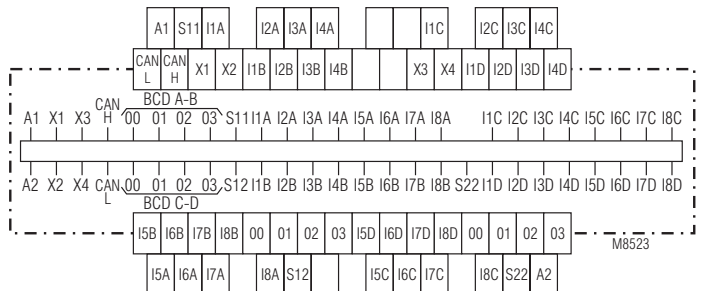 A1 S11 I1A I2A I3A I4A I1C I2C I3C I4C
CAN L CAN H X1 X2 I1B I2B I3B I4B X3 X4 I1D I2D I3D I4D
BCD A-B
A1 X1 X3 CAN H 00 01 02 03 S11 I1A I2A I3A I4A I5A I6A I7A I8A I1C I2C I3C I4C I5C I6C I7C I8C
A2 X2 X4 CAN L 00 01 02 03 S12 I1B I2B I3B I4B I5B I6B I7B I8B S22 I1D I2D I3D I4D I5D I6D I7D I8D
BCD C-D
I5B I6B I7B I8B 00 01 02 03 I5D I6D I7D I8D 00 01 02 03
M8523
I5A I6A I7A I8A S12 I5C I6C I7C I8C S22 A2